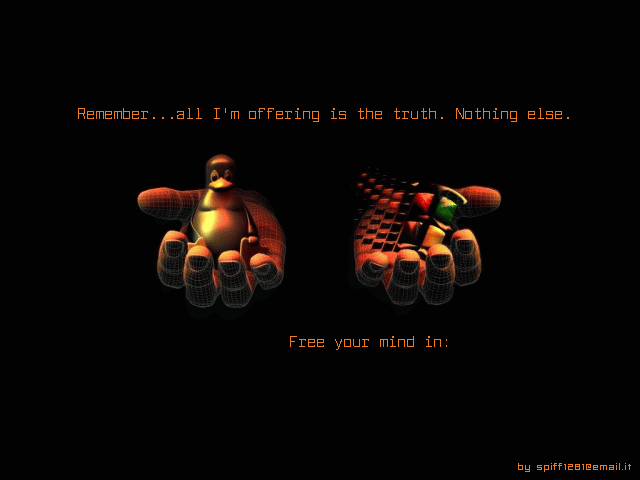 Remember...all I'm offering is the truth. Nothing else.
Free your mind in:
by spiff1281@email.it